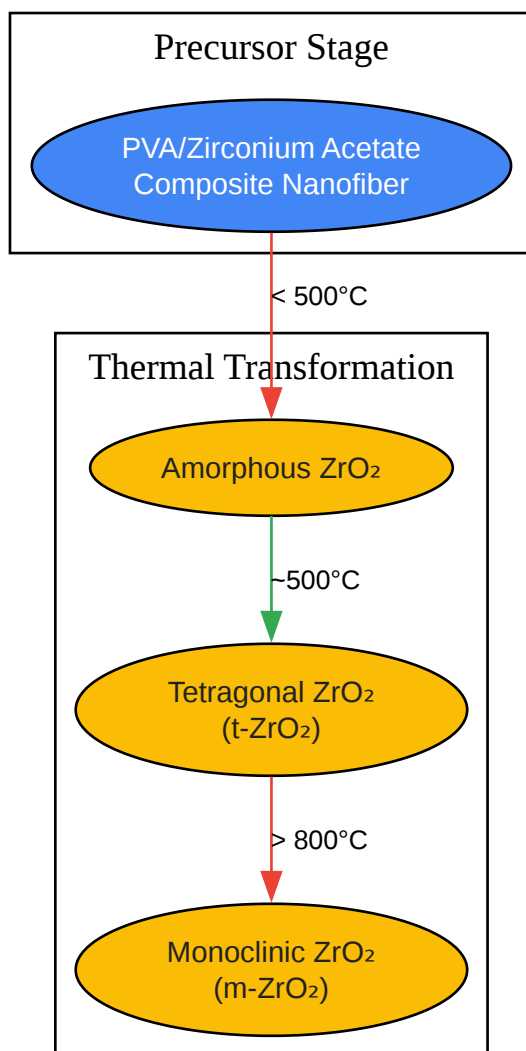 Precursor Stage
PVA/Zirconium Acetate
Composite Nanofiber
< 500°C
Thermal Transformation
Amorphous ZrO₂
~500°C
Tetragonal ZrO₂
(t-ZrO₂)
> 800°C
Monoclinic ZrO₂
(m-ZrO₂)